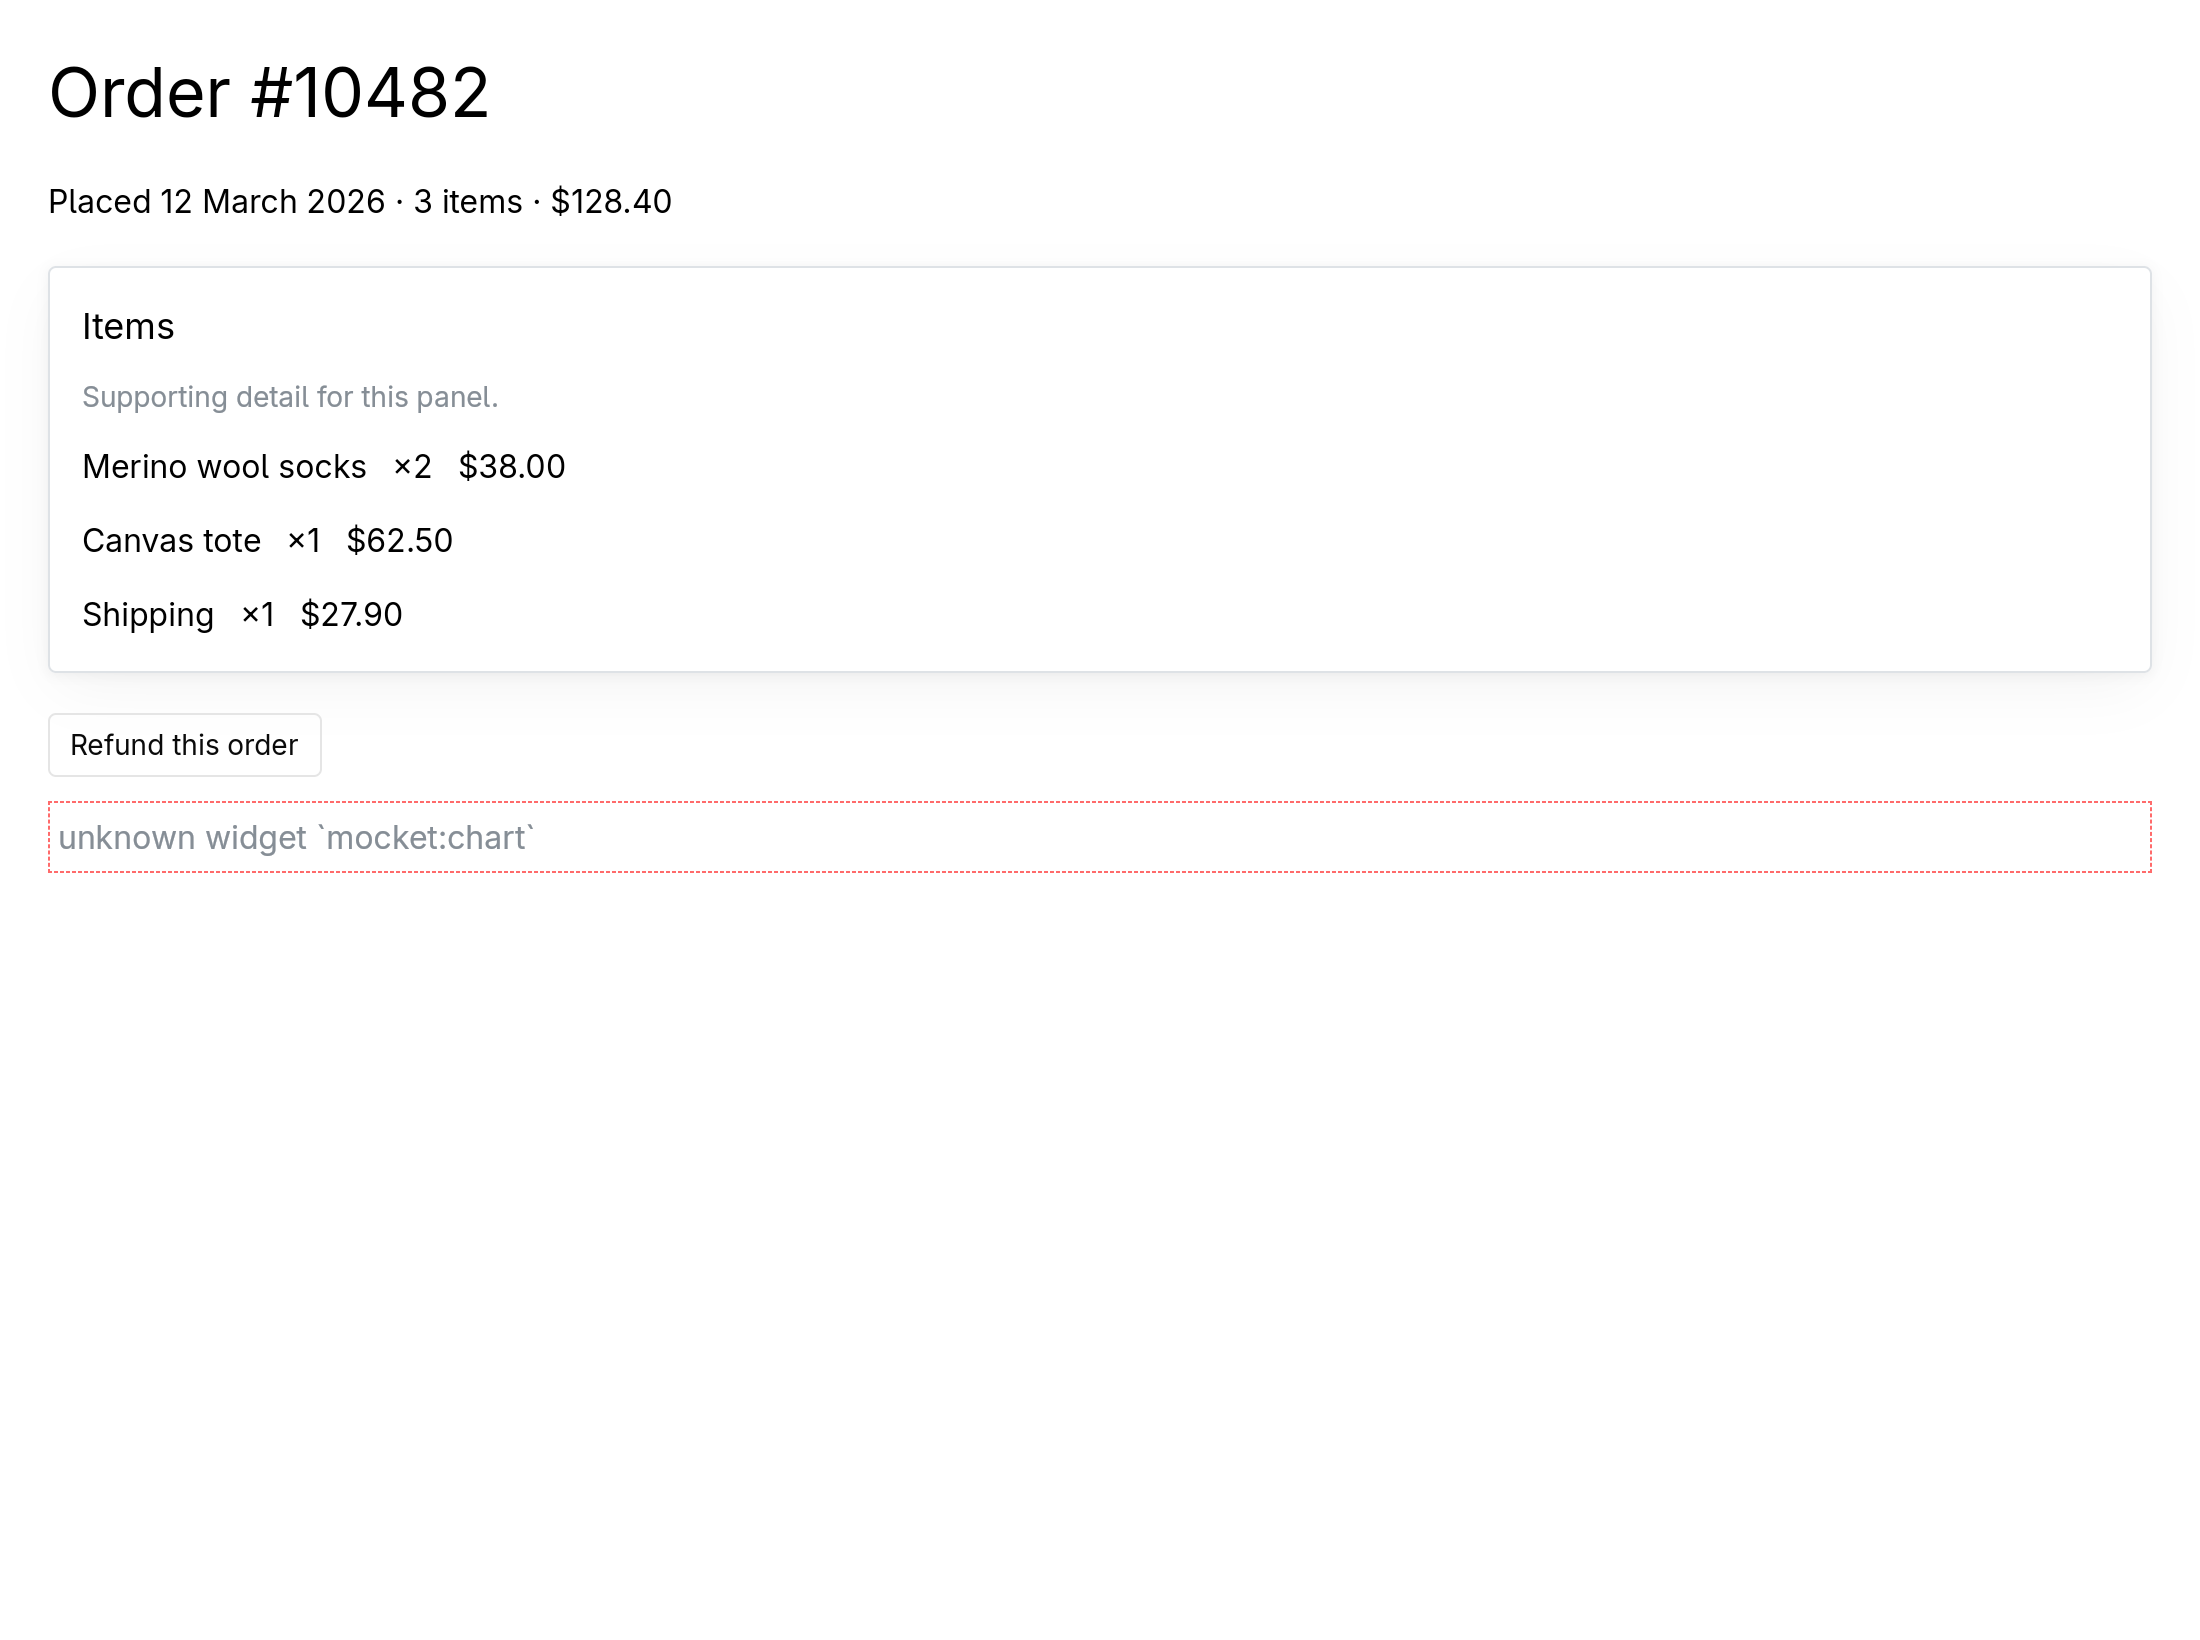 Order #10482
Placed 12 March 2026 · 3 items · $128.40
Items
Supporting detail for this panel.
Merino wool socks ×2 $38.00
Canvas tote ×1 $62.50
Shipping ×1 $27.90
Refund this order
unknown widget `mocket:chart`